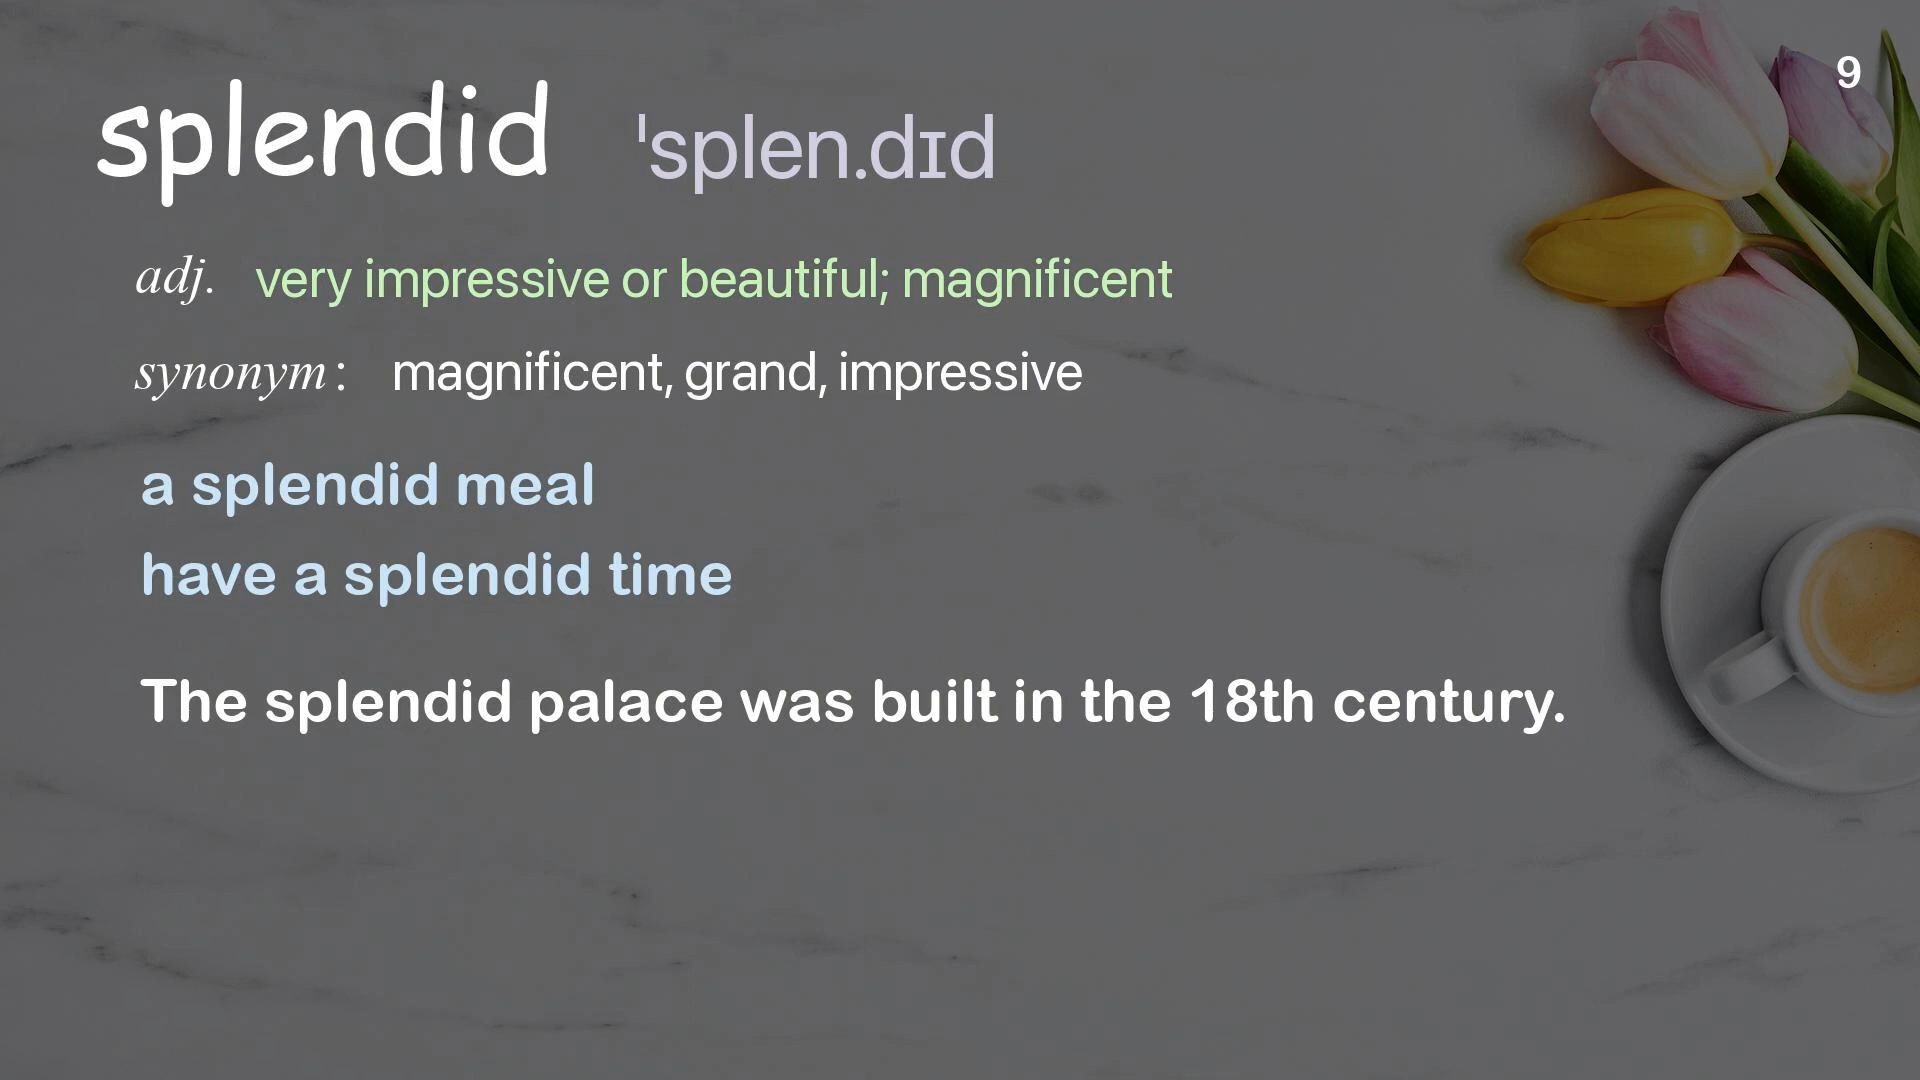 9
splendid ˈsplen.dɪd
adj. very impressive or beautiful; magnificent
synonym: magnificent, grand, impressive
a splendid meal
have a splendid time
The splendid palace was built in the 18th century.